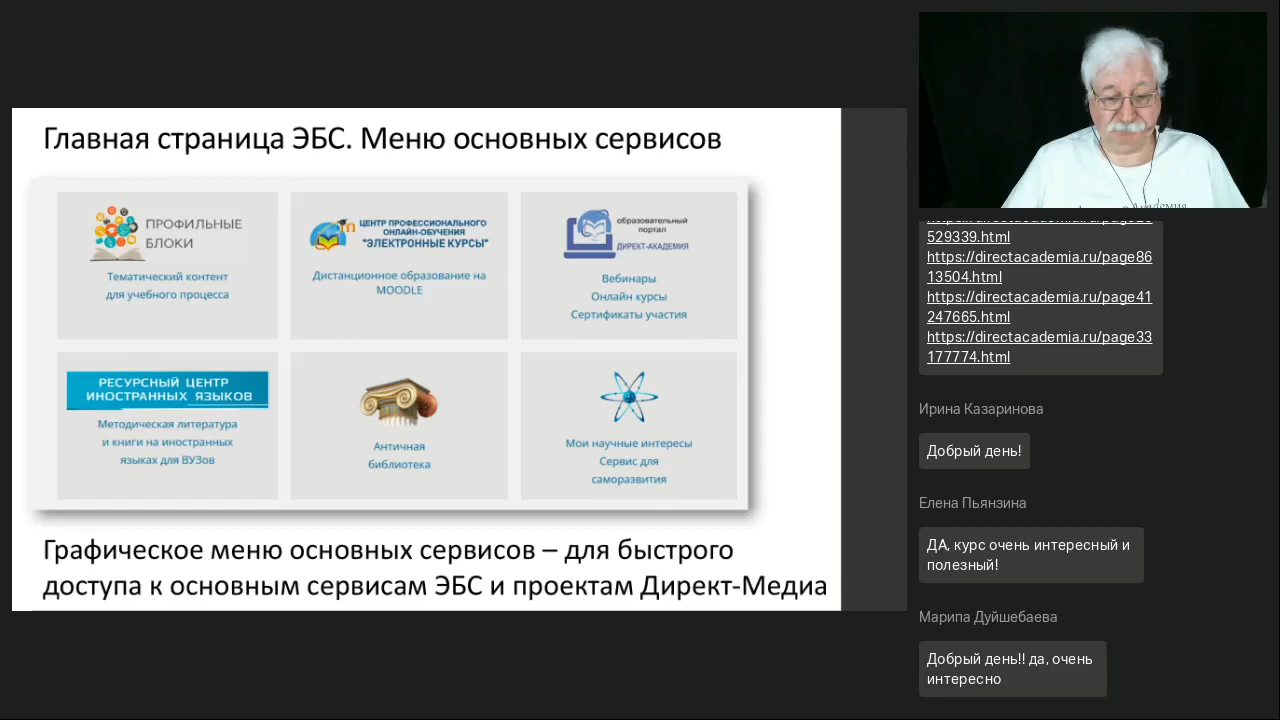 Главная страница ЭБС. Меню основных сервисов
ПРОФИЛЬНЫЕ
БЛОКИ
Тематический контент
для учебного процесса
ЦЕНТР ПРОФЕССИОНАЛЬНОГО
ОНЛАЙН-ОБУЧЕНИЯ
"ЭЛЕКТРОННЫЕ КУРСЫ"
Дистанционное образование на
MOODLE
образовательный
портал
ДИРЕКТ-АКАДЕМИЯ
Вебинары
Онлайн курсы
Сертификаты участия
РЕСУРСНЫЙ ЦЕНТР
ИНОСТРАННЫХ ЯЗЫКОВ
Методическая литература
и книги на иностранных
языках для ВУЗов
Античная
библиотека
Мои научные интересы
Сервис для
саморазвития
Графическое меню основных сервисов – для быстрого
доступа к основным сервисам ЭБС и проектам Директ-Медиа
529339.html
https://directacademia.ru/page86
13504.html
https://directacademia.ru/page41
247665.html
https://directacademia.ru/page33
177774.html
Ирина Казаринова
Добрый день!
Елена Пьянзина
ДА, курс очень интересный и
полезный!
Марипа Дуйшебаева
Добрый день!! да, очень
интересно